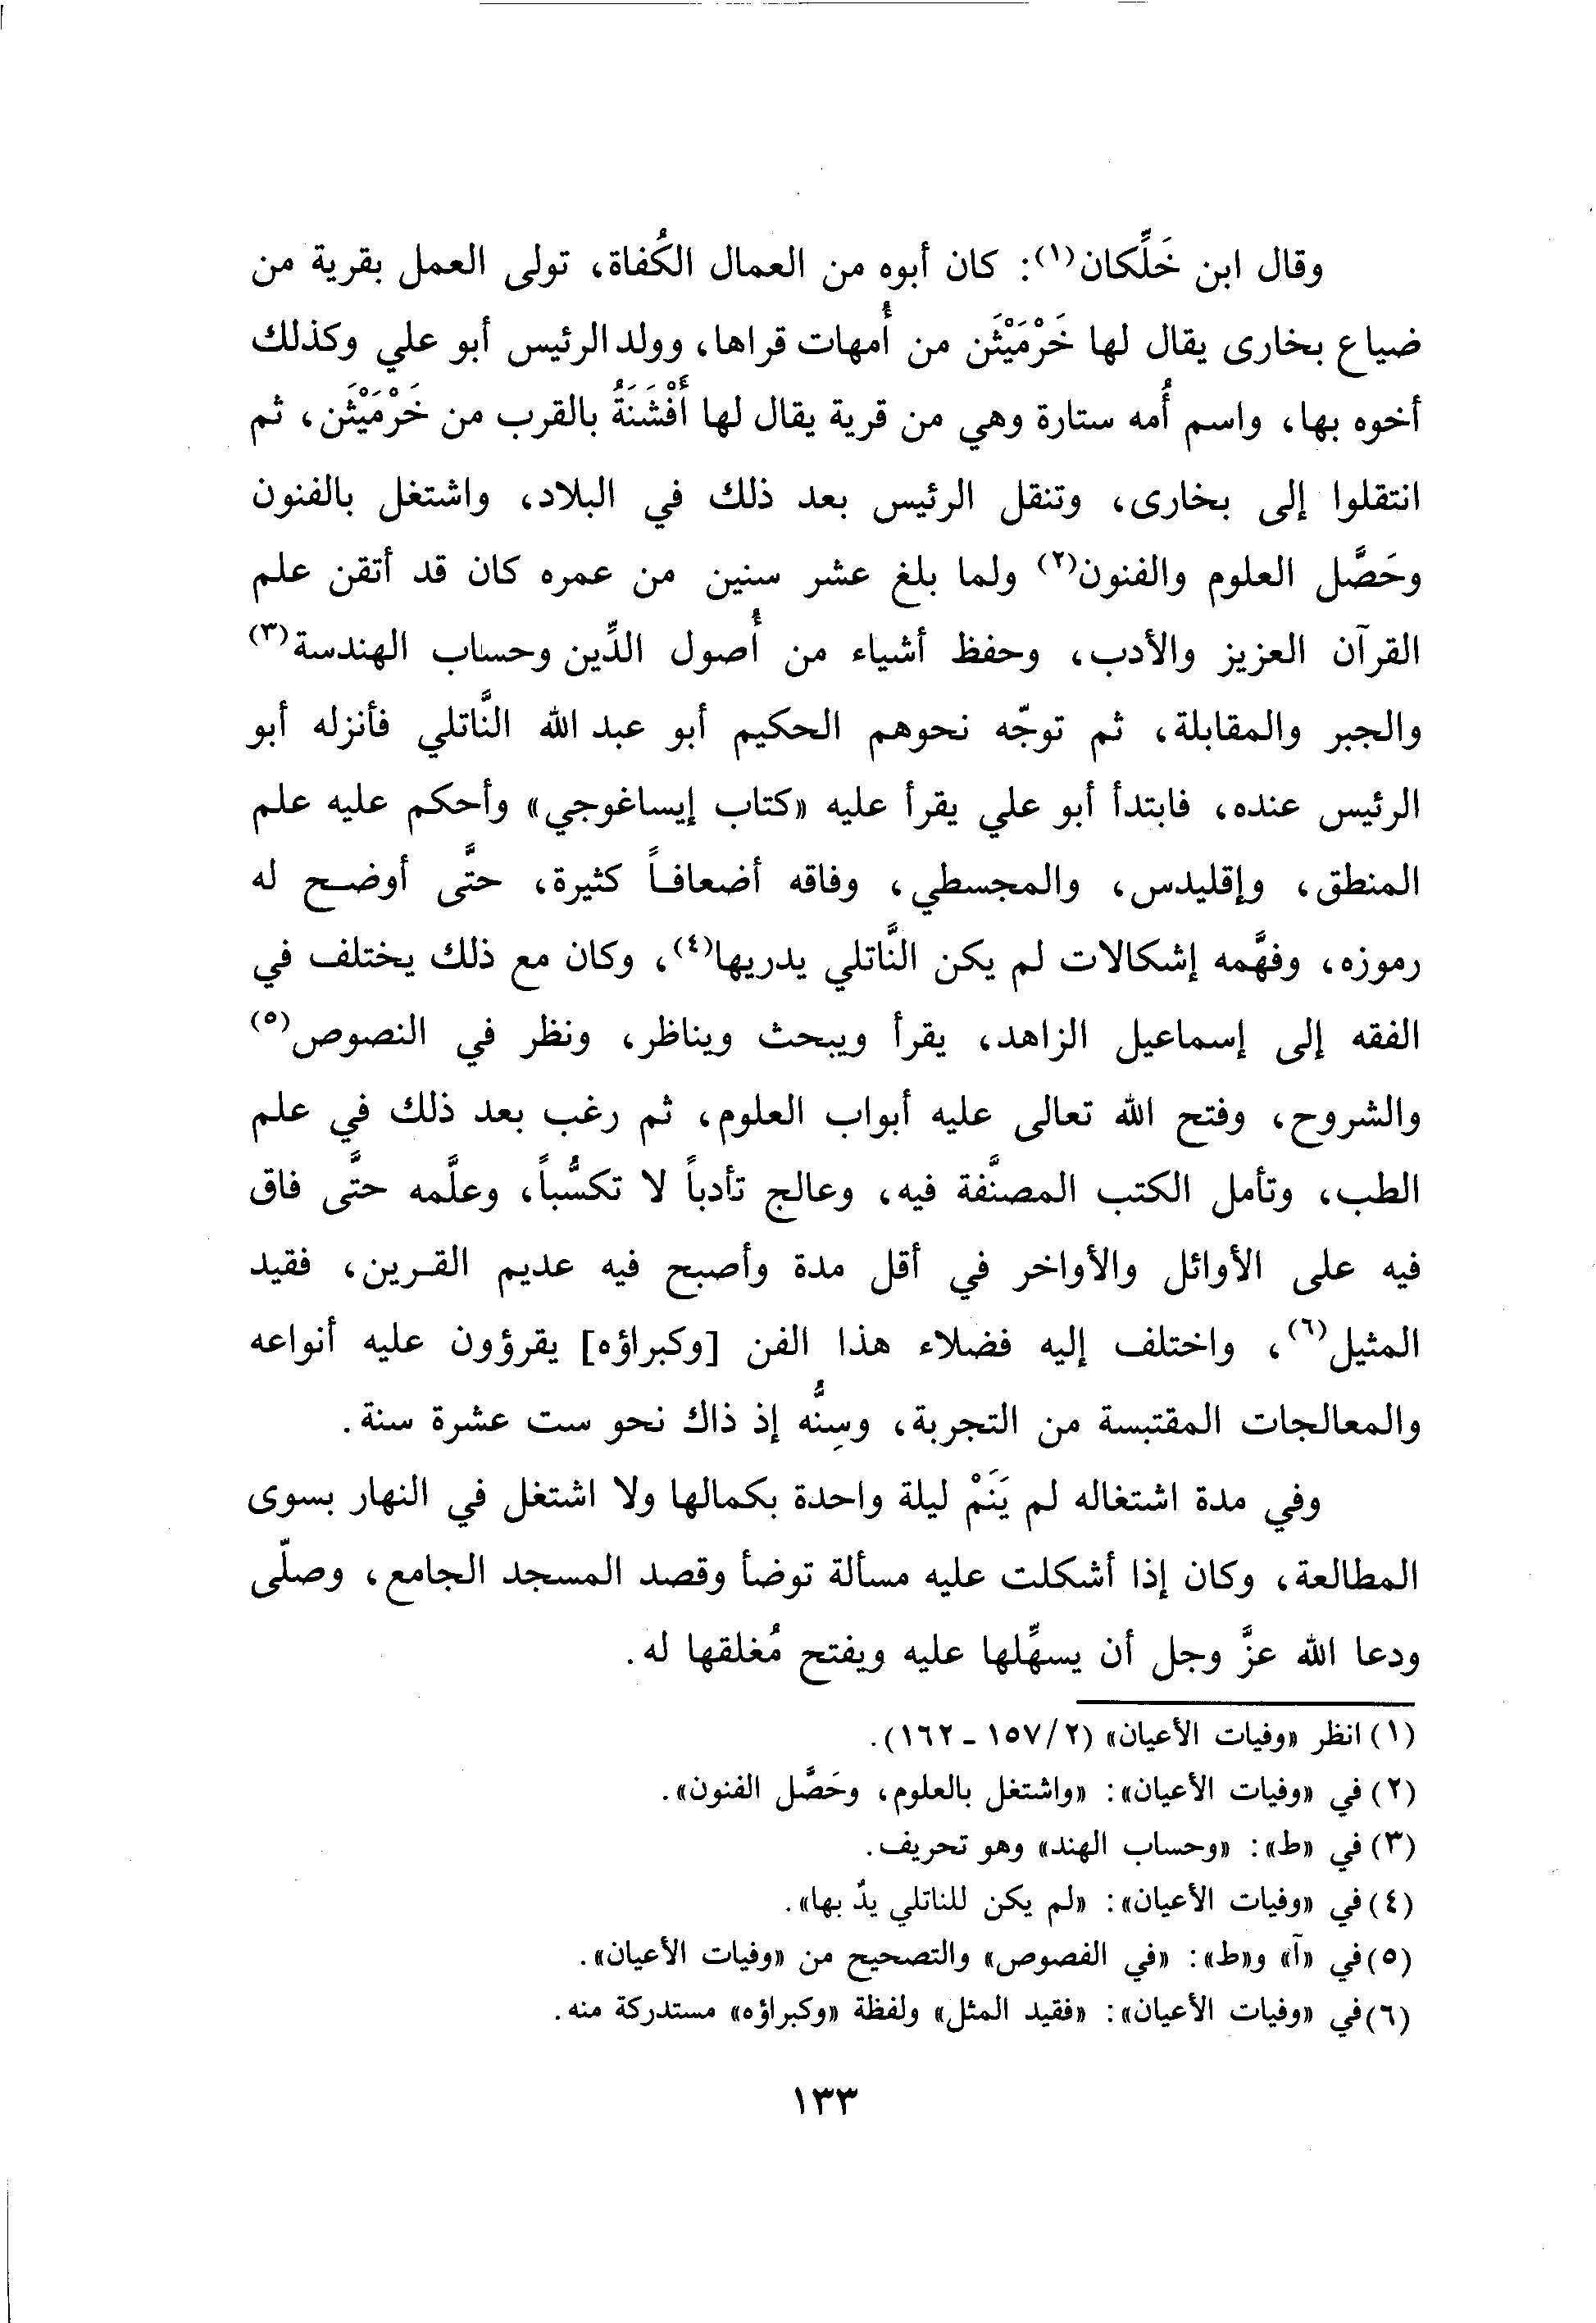 وقال ابن خَلِّكان(١): كان أبوه من العمال الكُفاة، تولى العمل بقرية من
ضياع بخارى يقال لها خَرْمَيْثَن من أُمهات قراها، وولد الرئيس أبو علي وكذلك
أخوه بها، واسم أُمه ستارة وهي من قرية يقال لها أَفْشَنَةُ بالقرب من خَرْمَيْثَن، ثم
انتقلوا إلى بخارى، وتنقل الرئيس بعد ذلك في البلاد، واشتغل بالفنون
وحَصَّل العلوم والفنون(٢) ولما بلغ عشر سنين من عمره كان قد أتقن علم
القرآن العزيز والأدب، وحفظ أشياء من أُصول الدِّين وحساب الهندسة(٣)
والجبر والمقابلة، ثم توجّه نحوهم الحكيم أبو عبد الله النَّاتلي فأنزله أبو
الرئيس عنده، فابتدأ أبو علي يقرأ عليه «كتاب إيساغوجي» وأحكم عليه علم
المنطق، وإقليدس، والمجسطي، وفاقه أضعافاً كثيرة، حتَّى أوضح له
رموزه، وفهَّمه إشكالات لم يكن النَّاتلي يدريها(٤)، وكان مع ذلك يختلف في
الفقه إلى إسماعيل الزاهد، يقرأ ويبحث ويناظر، ونظر في النصوص(٥)
والشروح، وفتح الله تعالى عليه أبواب العلوم، ثم رغب بعد ذلك في علم
الطب، وتأمل الكتب المصنَّفة فيه، وعالج تأدباً لا تكسُّباً، وعلَّمه حتَّى فاق
فيه على الأوائل والأواخر في أقل مدة وأصبح فيه عديم القرين، فقيد
المثيل(٦)، واختلف إليه فضلاء هذا الفن [وكبراؤه] يقرؤون عليه أنواعه
والمعالجات المقتبسة من التجربة، وسِنُّه إذ ذاك نحو ست عشرة سنة.
وفي مدة اشتغاله لم يَنَمْ ليلة واحدة بكمالها ولا اشتغل في النهار بسوى
المطالعة، وكان إذا أشكلت عليه مسألة توضأ وقصد المسجد الجامع، وصلّى
ودعا الله عزَّ وجل أن يسهِّلها عليه ويفتح مُغلقها له.
(١) انظر «وفيات الأعيان» (٢/١٥٧ - ١٦٢).
(٢) في «وفيات الأعيان»: «واشتغل بالعلوم، وحَصَّل الفنون».
(٣) في «ط»: «وحساب الهند» وهو تحريف.
(٤) في «وفيات الأعيان»: «لم يكن للناتلي يدٌ بها».
(٥) في «آ» و«ط»: «في الفصوص» والتصحيح من «وفيات الأعيان».
(٦) في «وفيات الأعيان»: «فقيد المثل» ولفظة «وكبراؤه» مستدركة منه.
١٣٣